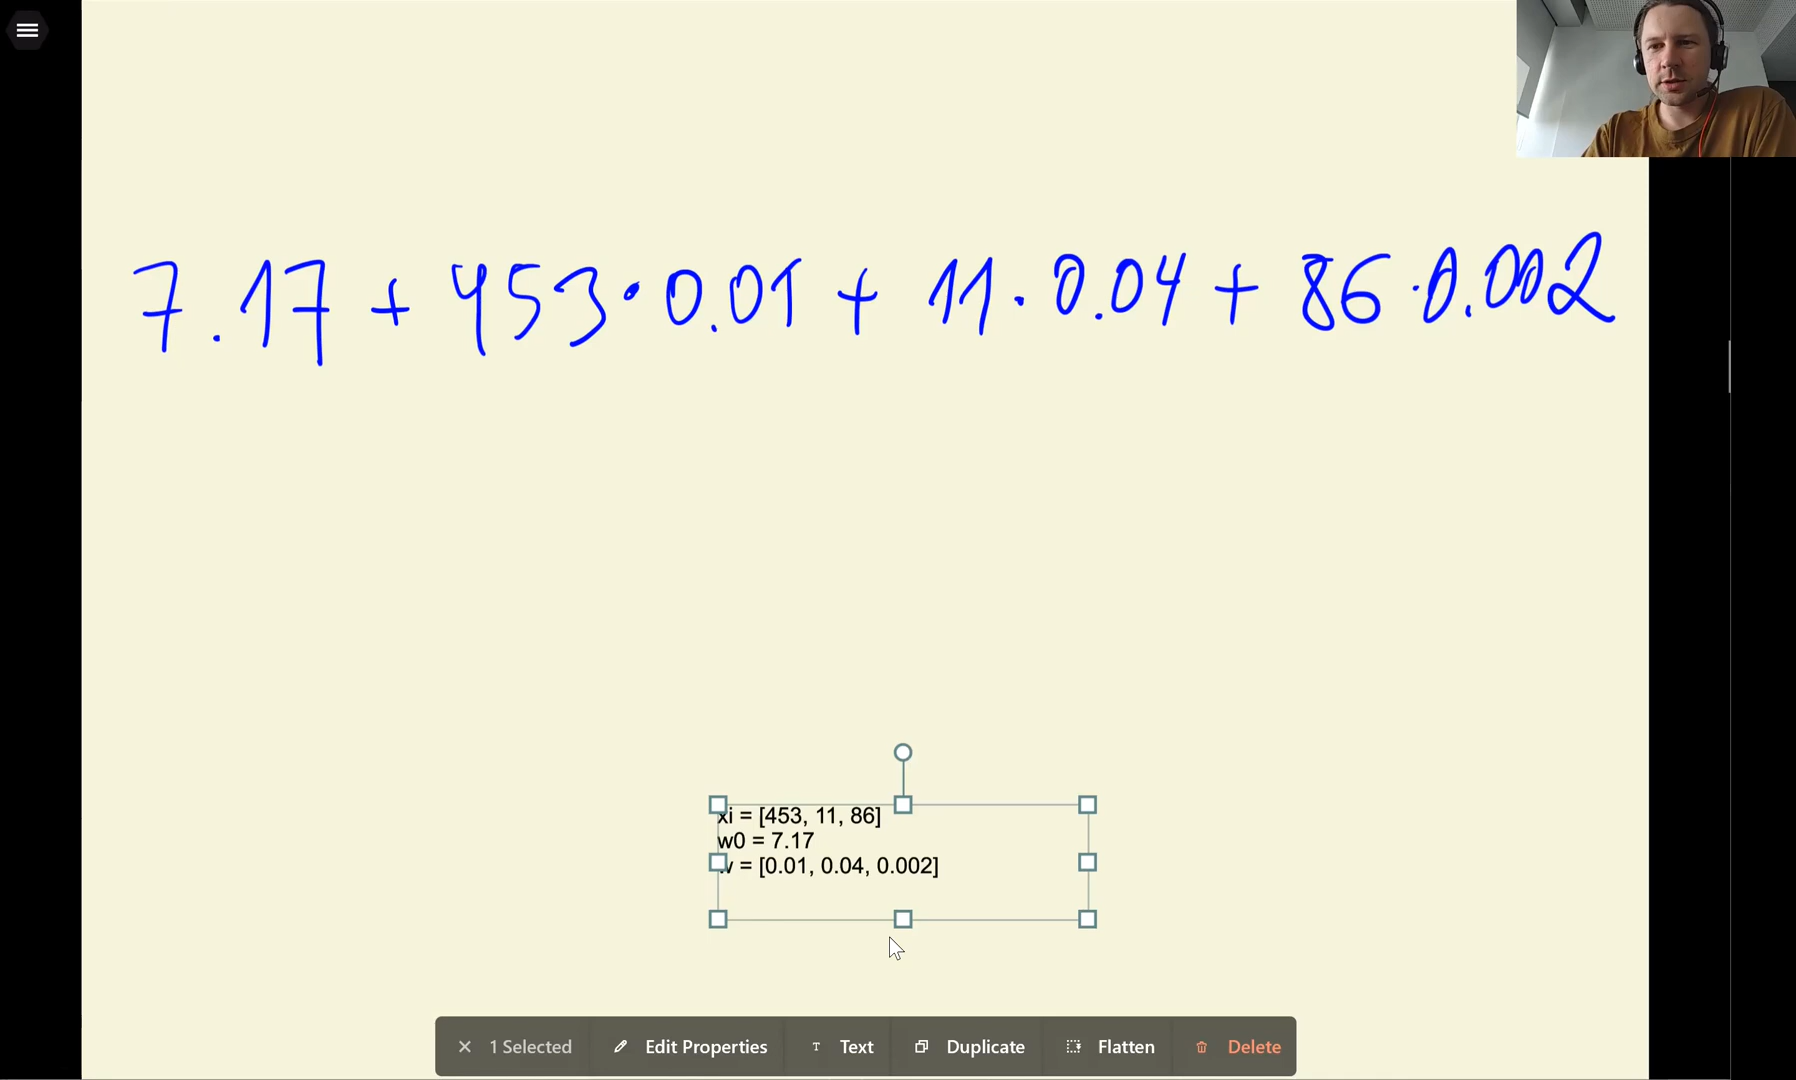 7.17 + 453 · 0.01 + 11 · 0.04 + 86 · 0.002
xi = [453, 11, 86]
w0 = 7.17
w = [0.01, 0.04, 0.002]
1 Selected Edit Properties T Text Duplicate Flatten Delete